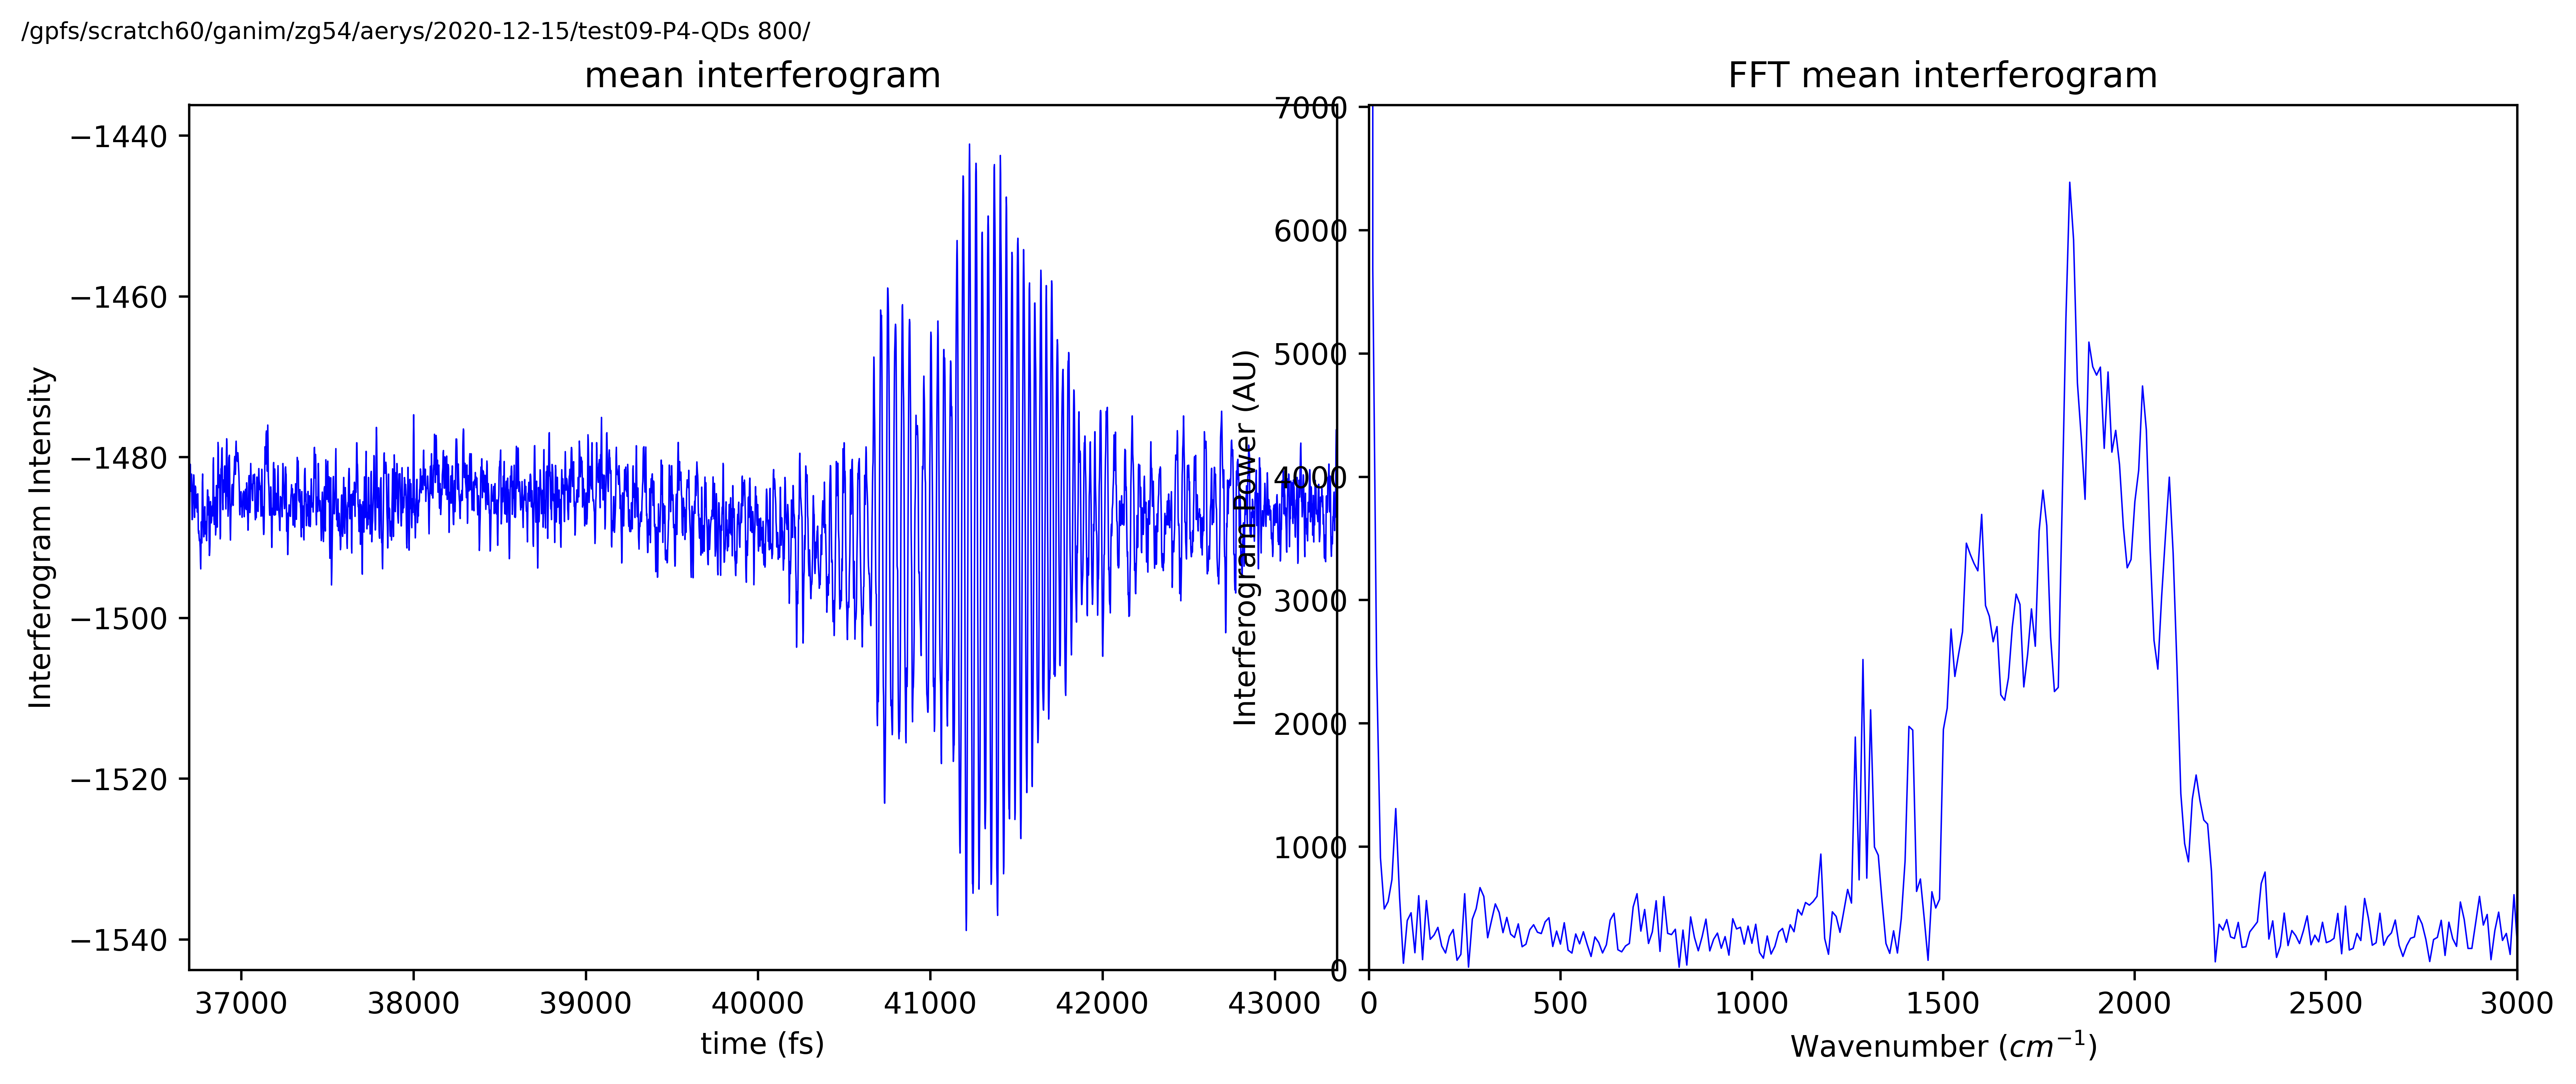 /gpfs/scratch60/ganim/zg54/aerys/2020-12-15/test09-P4-QDs 800/
mean interferogram
Interferogram Intensity
−1440
−1460
−1480
−1500
−1520
−1540
37000 38000 39000 40000 41000 42000 43000
time (fs)
FFT mean interferogram
Interferogram Power (AU)
7000
6000
5000
4000
3000
2000
1000
0
0 500 1000 1500 2000 2500 3000
Wavenumber (cm⁻¹)